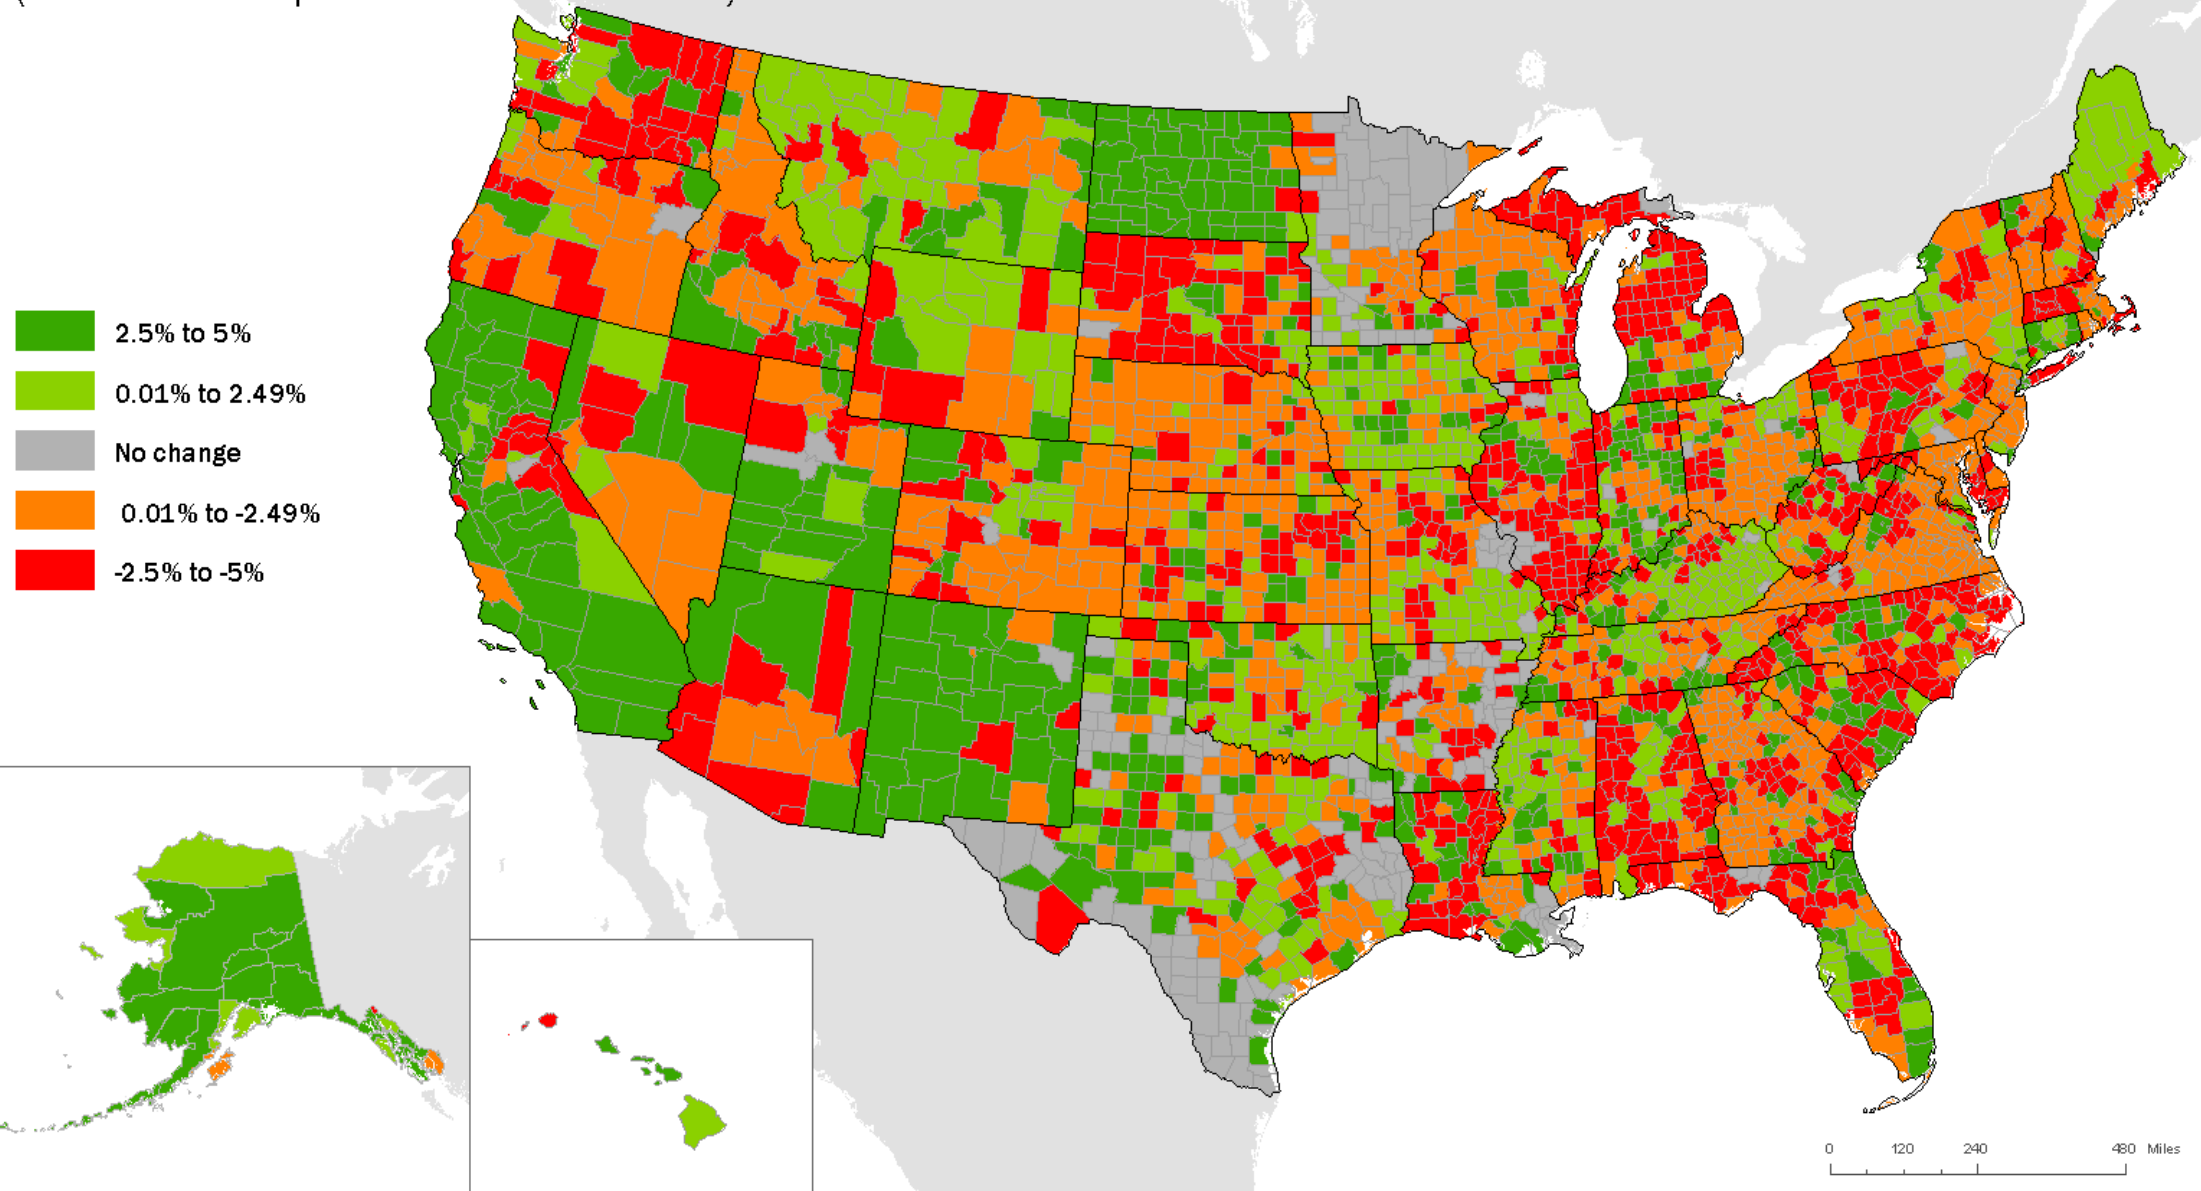 2.5% to 5%
0.01% to 2.49%
No change
0.01% to -2.49%
-2.5% to -5%
0 120 240 480 Miles